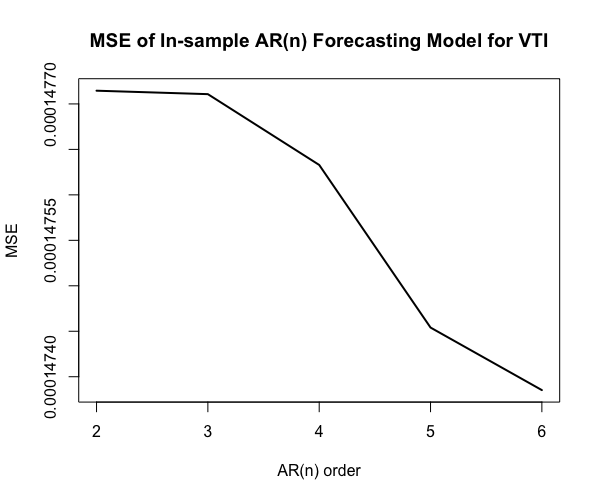 MSE of In-sample AR(n) Forecasting Model for VTI
MSE
0.00014770
0.00014755
0.00014740
2 3 4 5 6
AR(n) order